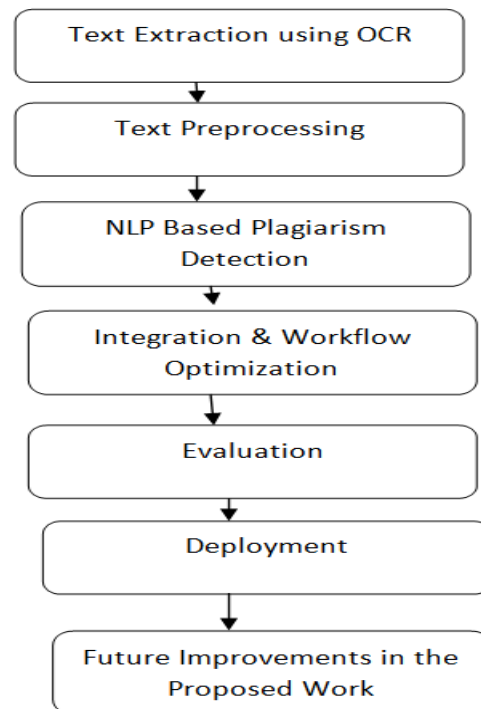 Text Extraction using OCR
Text Preprocessing
NLP Based Plagiarism
Detection
Integration & Workflow
Optimization
Evaluation
Deployment
Future Improvements in the
Proposed Work